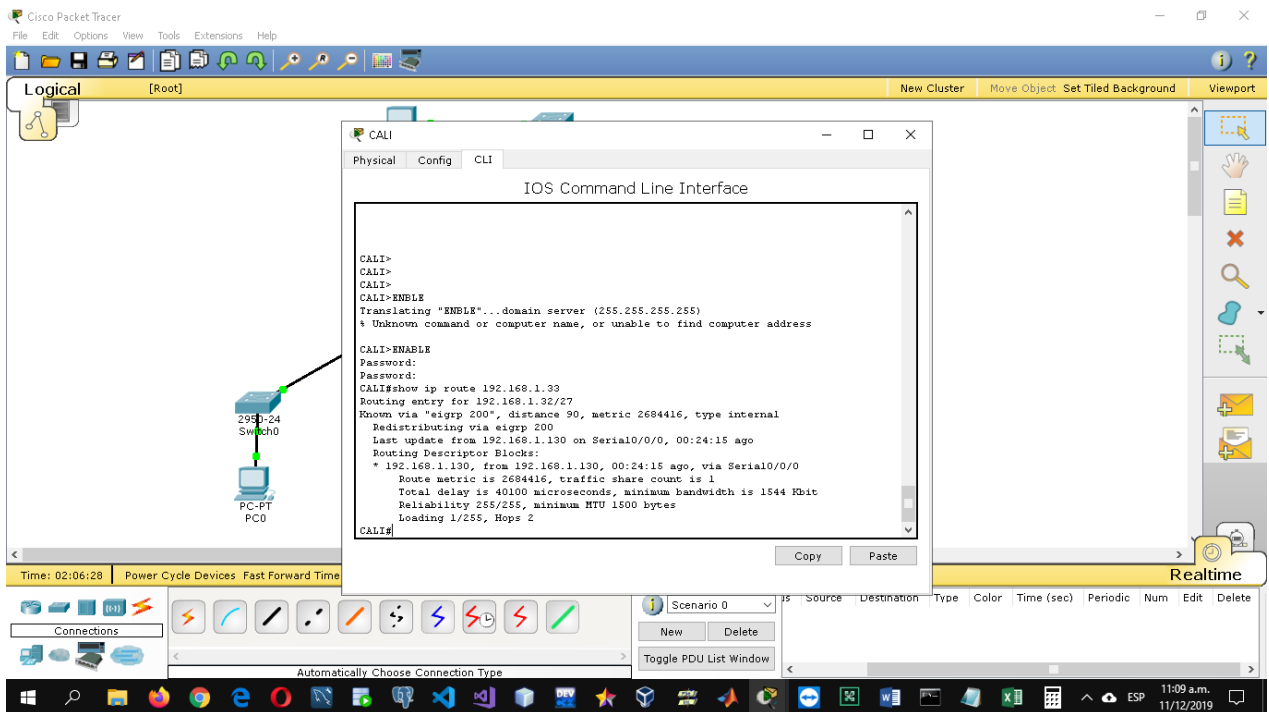 Cisco Packet Tracer
File Edit Options View Tools Extensions Help
Logical [Root] New Cluster Move Object Set Tiled Background Viewport
CALI
Physical Config CLI
IOS Command Line Interface
CALI>
CALI>
CALI>
CALI>ENBLE
Translating "ENBLE"...domain server (255.255.255.255)
% Unknown command or computer name, or unable to find computer address
CALI>ENABLE
Password:
Password:
CALI#show ip route 192.168.1.33
Routing entry for 192.168.1.32/27
Known via "eigrp 200", distance 90, metric 2684416, type internal
Redistributing via eigrp 200
Last update from 192.168.1.130 on Serial0/0/0, 00:24:15 ago
Routing Descriptor Blocks:
* 192.168.1.130, from 192.168.1.130, 00:24:15 ago, via Serial0/0/0
Route metric is 2684416, traffic share count is 1
Total delay is 40100 microseconds, minimum bandwidth is 1544 Kbit
Reliability 255/255, minimum MTU 1500 bytes
Loading 1/255, Hops 2
CALI#
Copy Paste
2950-24
Switch0
PC-PT
PC0
Time: 02:06:28 Power Cycle Devices Fast Forward Time
Realtime
Connections
Automatically Choose Connection Type
Scenario 0
New Delete
Toggle PDU List Window
Source Destination Type Color Time (sec) Periodic Num Edit Delete
DEV
ESP
11:09 a.m.
11/12/2019